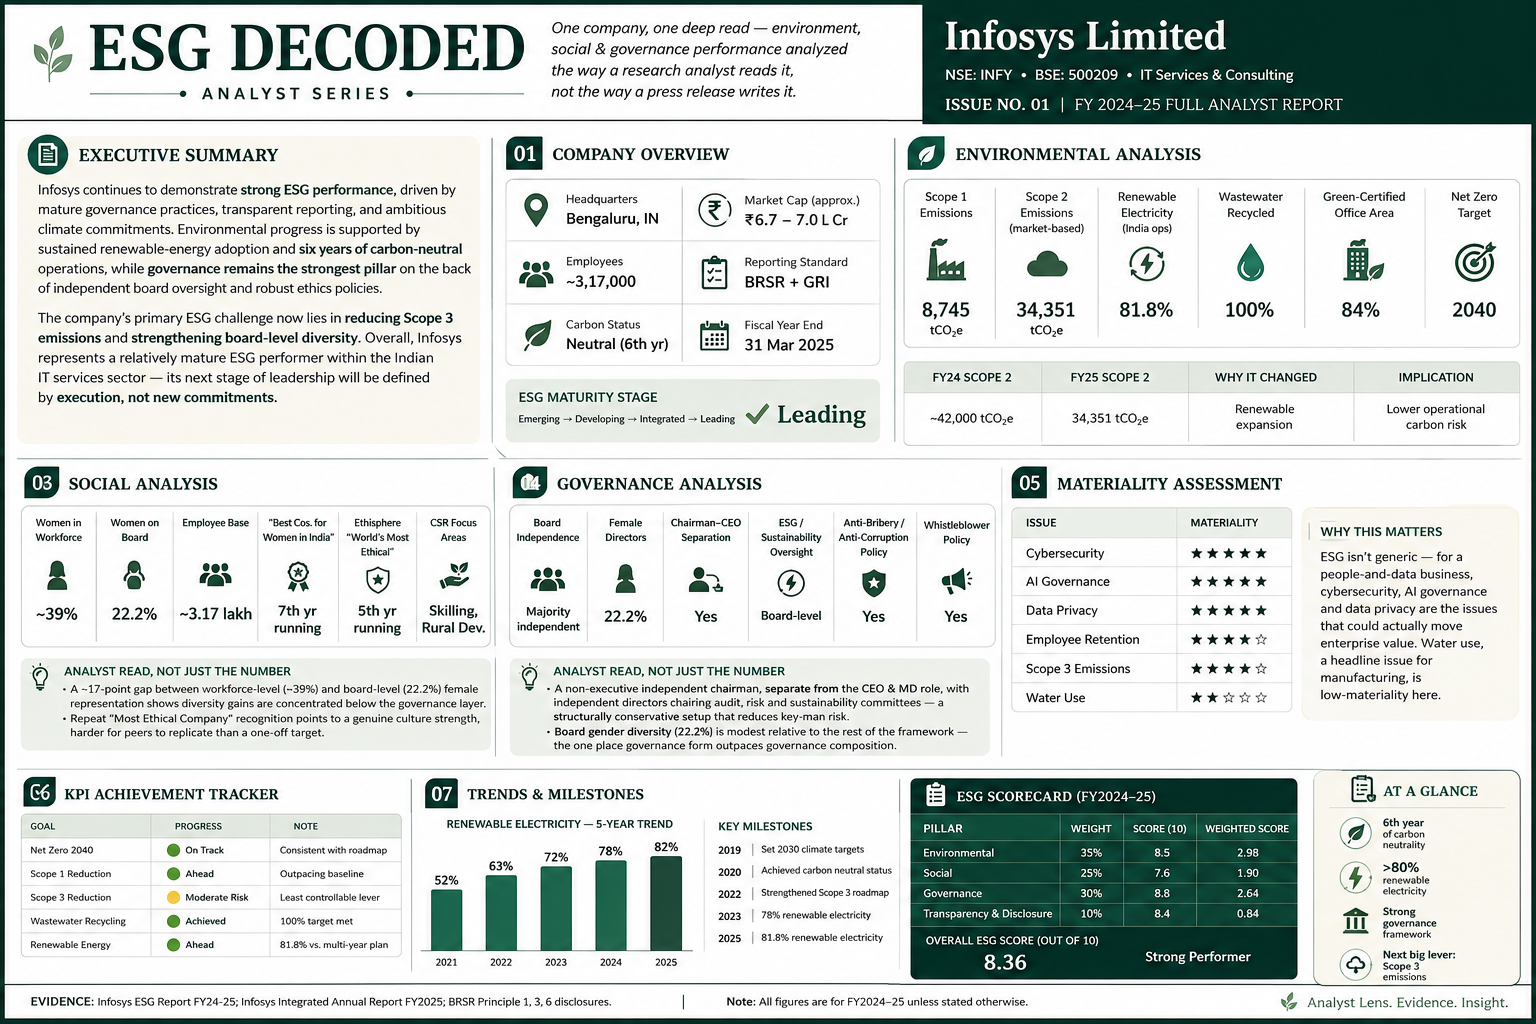 ESG DECODED
ANALYST SERIES
One company, one deep read — environment,
social & governance performance analyzed
the way a research analyst reads it,
not the way a press release writes it.
Infosys Limited
NSE: INFY • BSE: 500209 • IT Services & Consulting
ISSUE NO. 01 | FY 2024–25 FULL ANALYST REPORT
EXECUTIVE SUMMARY
Infosys continues to demonstrate strong ESG performance, driven by
mature governance practices, transparent reporting, and ambitious
climate commitments. Environmental progress is supported by
sustained renewable-energy adoption and six years of carbon-neutral
operations, while governance remains the strongest pillar on the back
of independent board oversight and robust ethics policies.
The company's primary ESG challenge now lies in reducing Scope 3
emissions and strengthening board-level diversity. Overall, Infosys
represents a relatively mature ESG performer within the Indian
IT services sector — its next stage of leadership will be defined
by execution, not new commitments.
01 COMPANY OVERVIEW
Headquarters
Bengaluru, IN
Market Cap (approx.)
₹6.7 – 7.0 L Cr
Employees
~3,17,000
Reporting Standard
BRSR + GRI
Carbon Status
Neutral (6th yr)
Fiscal Year End
31 Mar 2025
ESG MATURITY STAGE
Emerging → Developing → Integrated → Leading
Leading
ENVIRONMENTAL ANALYSIS
Scope 1
Emissions
8,745
tCO₂e
Scope 2
Emissions
(market-based)
34,351
tCO₂e
Renewable
Electricity
(India ops)
81.8%
Wastewater
Recycled
100%
Green-Certified
Office Area
84%
Net Zero
Target
2040
FY24 SCOPE 2 FY25 SCOPE 2 WHY IT CHANGED IMPLICATION
~42,000 tCO₂e
34,351 tCO₂e
Renewable
expansion
Lower operational
carbon risk
03 SOCIAL ANALYSIS
Women in
Workforce
~39%
Women on
Board
22.2%
Employee Base
~3.17 lakh
"Best Cos. for
Women in India"
7th yr
running
Ethisphere
"World's Most
Ethical"
5th yr
running
CSR Focus
Areas
Skilling,
Rural Dev.
ANALYST READ, NOT JUST THE NUMBER
• A ~17-point gap between workforce-level (~39%) and board-level (22.2%) female
representation shows diversity gains are concentrated below the governance layer.
• Repeat "Most Ethical Company" recognition points to a genuine culture strength,
harder for peers to replicate than a one-off target.
GOVERNANCE ANALYSIS
Board
Independence
Majority
independent
Female
Directors
22.2%
Chairman–CEO
Separation
Yes
ESG /
Sustainability
Oversight
Board-level
Anti-Bribery /
Anti-Corruption
Policy
Yes
Whistleblower
Policy
Yes
ANALYST READ, NOT JUST THE NUMBER
• A non-executive independent chairman, separate from the CEO & MD role, with
independent directors chairing audit, risk and sustainability committees — a
structurally conservative setup that reduces key-man risk.
• Board gender diversity (22.2%) is modest relative to the rest of the framework —
the one place governance form outpaces governance composition.
05 MATERIALITY ASSESSMENT
ISSUE MATERIALITY
Cybersecurity ★★★★★
AI Governance ★★★★★
Data Privacy ★★★★★
Employee Retention ★★★★☆
Scope 3 Emissions ★★★★☆
Water Use ★★☆☆☆
WHY THIS MATTERS
ESG isn't generic — for a
people-and-data business,
cybersecurity, AI governance
and data privacy are the issues
that could actually move
enterprise value. Water use,
a headline issue for
manufacturing, is
low-materiality here.
KPI ACHIEVEMENT TRACKER
GOAL PROGRESS NOTE
Net Zero 2040 On Track Consistent with roadmap
Scope 1 Reduction Ahead Outpacing baseline
Scope 3 Reduction Moderate Risk Least controllable lever
Wastewater Recycling Achieved 100% target met
Renewable Energy Ahead 81.8% vs. multi-year plan
07 TRENDS & MILESTONES
RENEWABLE ELECTRICITY — 5-YEAR TREND
52% 63% 72% 78% 82%
2021 2022 2023 2024 2025
KEY MILESTONES
2019 Set 2030 climate targets
2020 Achieved carbon neutral status
2022 Strengthened Scope 3 roadmap
2023 78% renewable electricity
2025 81.8% renewable electricity
ESG SCORECARD (FY2024–25)
PILLAR WEIGHT SCORE (10) WEIGHTED SCORE
Environmental 35% 8.5 2.98
Social 25% 7.6 1.90
Governance 30% 8.8 2.64
Transparency & Disclosure 10% 8.4 0.84
OVERALL ESG SCORE (OUT OF 10)
8.36
Strong Performer
AT A GLANCE
6th year
of carbon
neutrality
>80%
renewable
electricity
Strong
governance
framework
Next big lever:
Scope 3
emissions
EVIDENCE: Infosys ESG Report FY24-25; Infosys Integrated Annual Report FY2025; BRSR Principle 1, 3, 6 disclosures.
Note: All figures are for FY2024–25 unless stated otherwise.
Analyst Lens. Evidence. Insight.